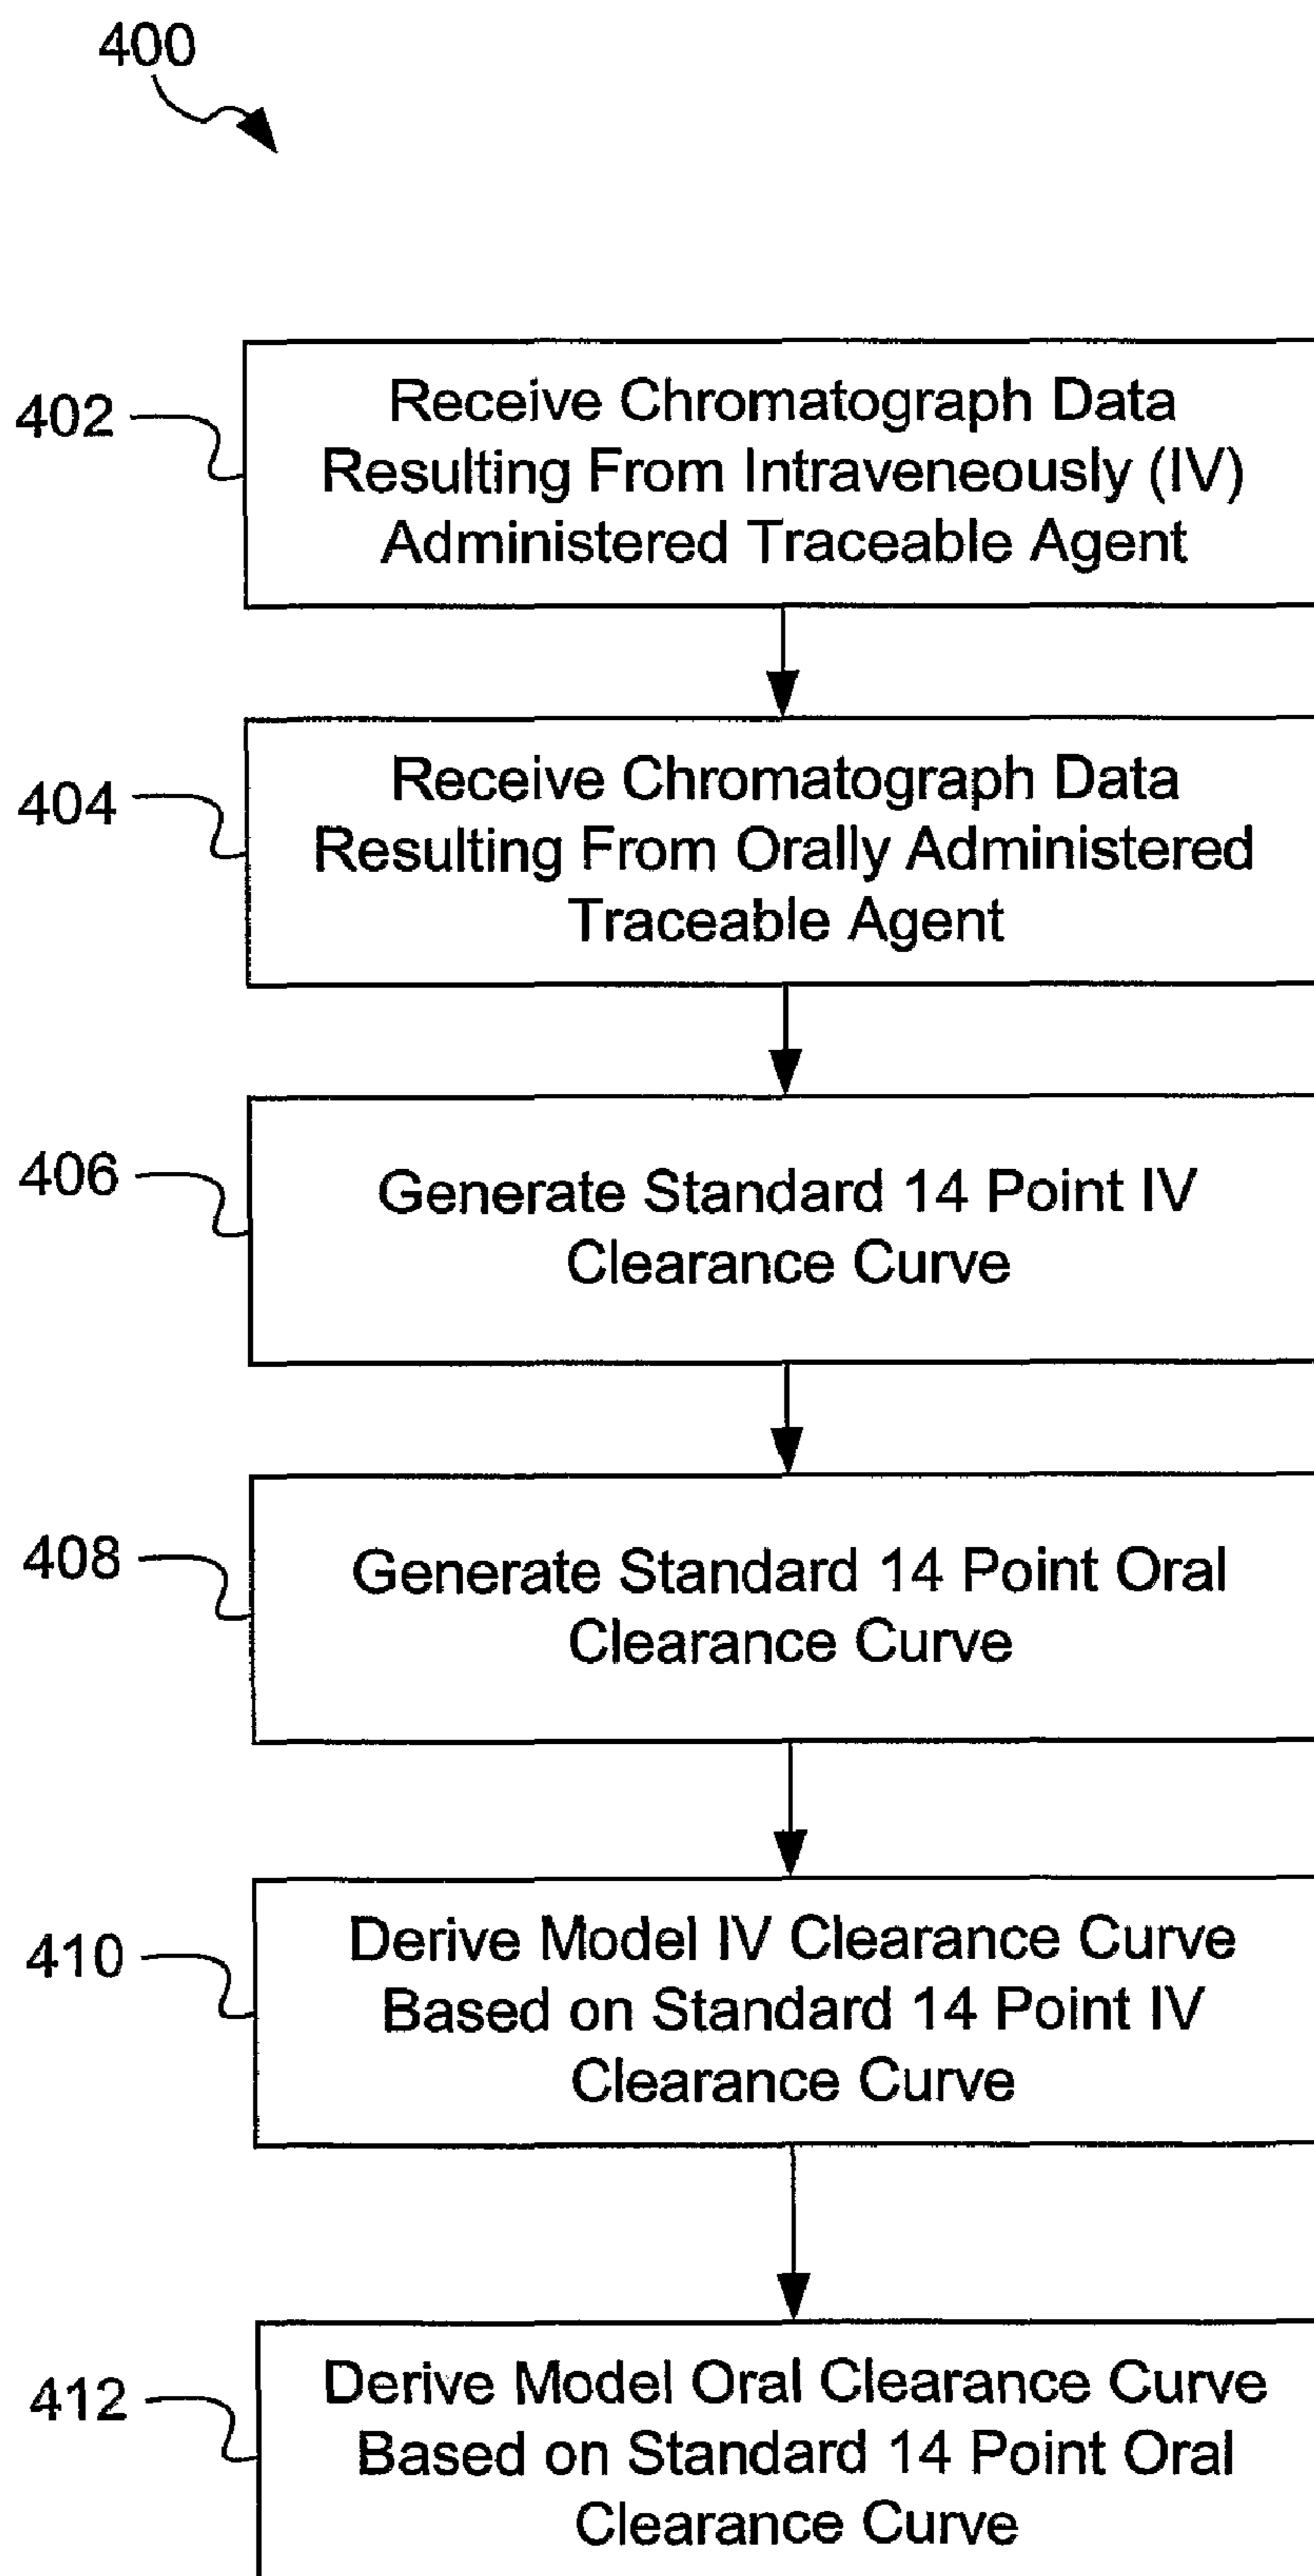 400
402
Receive Chromatograph Data
Resulting From Intraveneously (IV)
Administered Traceable Agent
404
Receive Chromatograph Data
Resulting From Orally Administered
Traceable Agent
406
Generate Standard 14 Point IV
Clearance Curve
408
Generate Standard 14 Point Oral
Clearance Curve
410
Derive Model IV Clearance Curve
Based on Standard 14 Point IV
Clearance Curve
412
Derive Model Oral Clearance Curve
Based on Standard 14 Point Oral
Clearance Curve